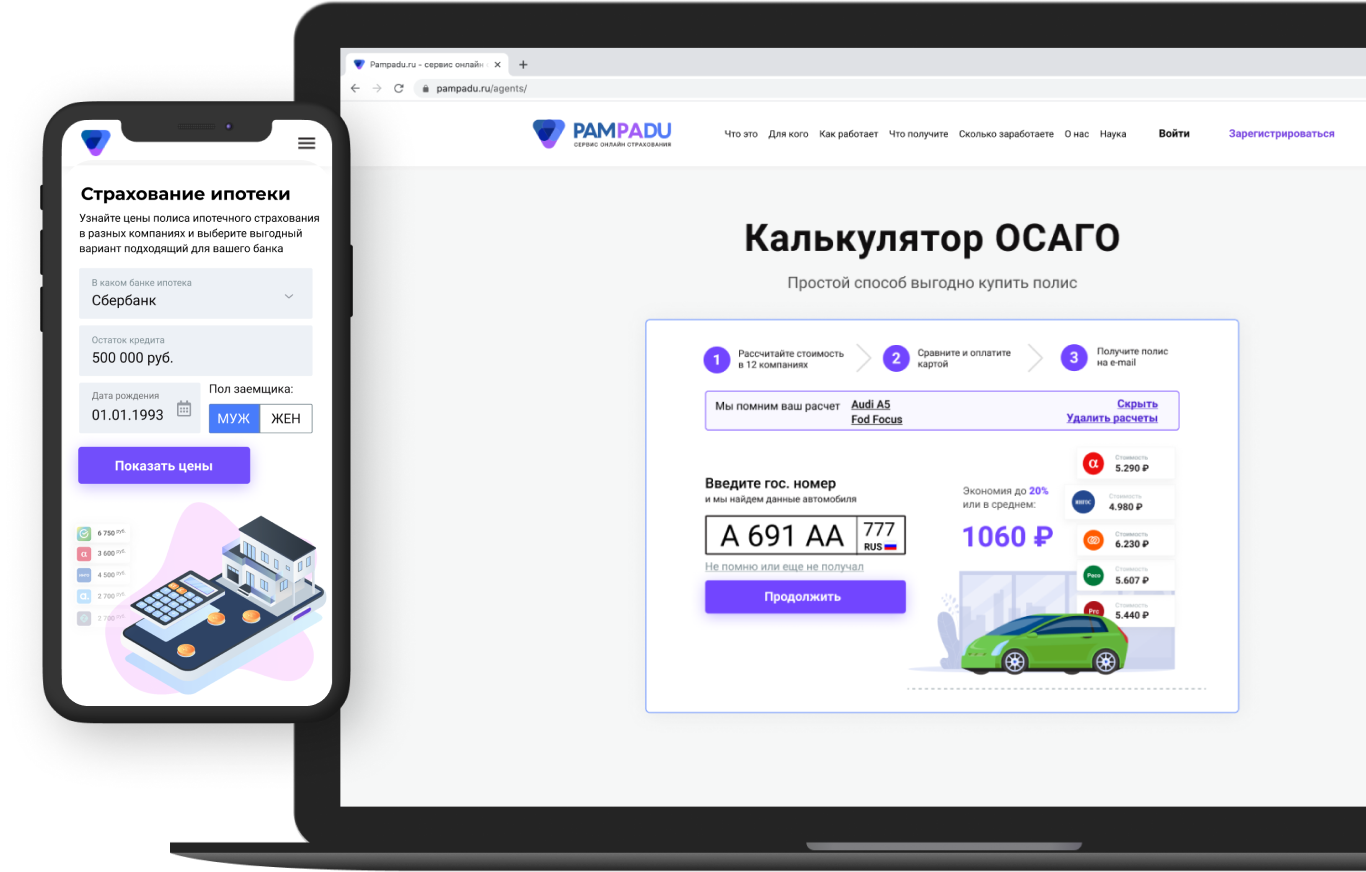 Страхование ипотеки
Узнайте цены полиса ипотечного страхования
в разных компаниях и выберите выгодный
вариант подходящий для вашего банка
В каком банке ипотека
Сбербанк
Остаток кредита
500 000 руб.
Дата рождения
01.01.1993
Пол заемщика:
МУЖ
ЖЕН
Показать цены
6 750 руб.
3 600 руб.
4 500 руб.
2 700 руб.
2 700 руб.
Pampadu.ru - сервис онлайн
pampadu.ru/agents/
PAMPADU
СЕРВИС ОНЛАЙН СТРАХОВАНИЯ
Что это Для кого Как работает Что получите Сколько заработаете О нас Наука Войти Зарегистрироваться
Калькулятор ОСАГО
Простой способ выгодно купить полис
1
Рассчитайте стоимость
в 12 компаниях
2
Сравните и оплатите
картой
3
Получите полис
на e-mail
Мы помним ваш расчет
Audi A5
Fod Focus
Скрыть
Удалить расчеты
Введите гос. номер
и мы найдем данные автомобиля
А 691 АА 777
RUS
Не помню или еще не получал
Продолжить
Экономия до 20%
или в среднем:
1060 ₽
α
Стоимость
5.290 ₽
Стоимость
4.980 ₽
Стоимость
6.230 ₽
Ресо
Стоимость
5.607 ₽
Ргс
Стоимость
5.440 ₽